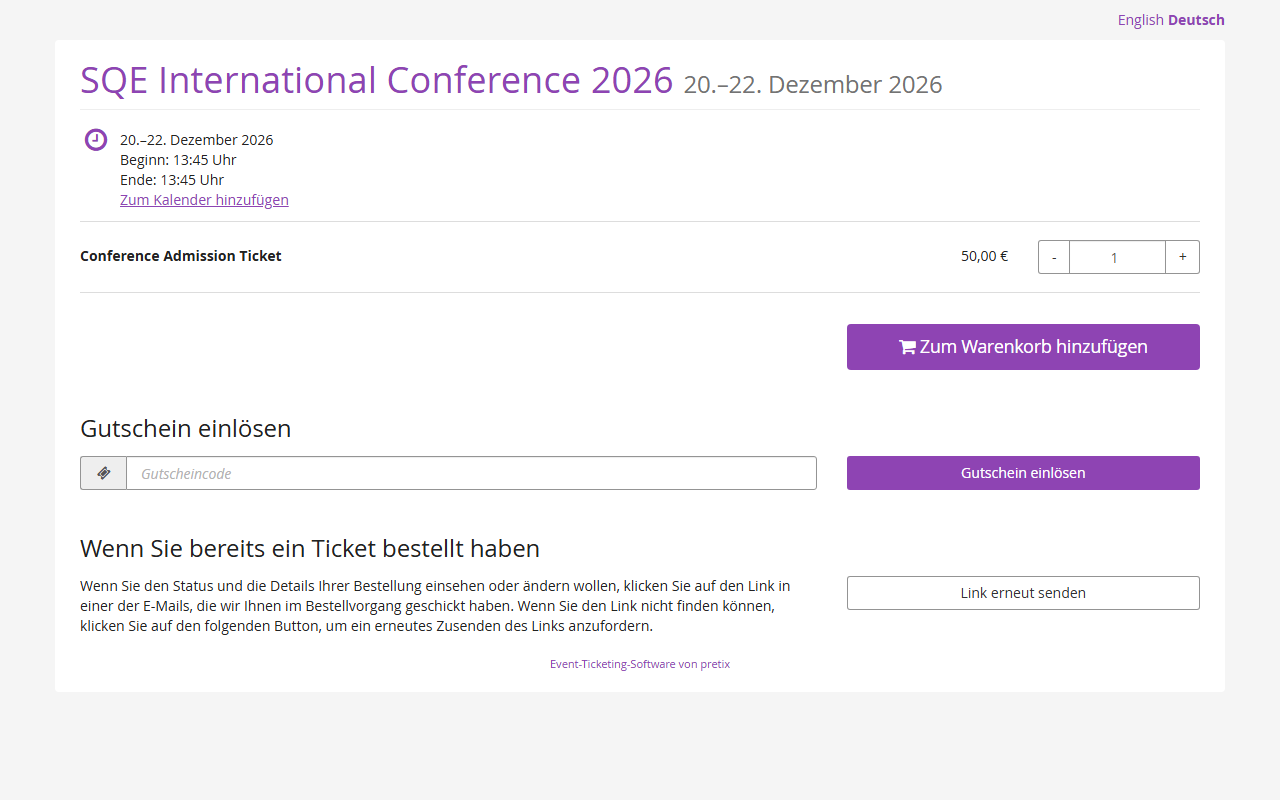 English Deutsch
SQE International Conference 2026 20.–22. Dezember 2026
20.–22. Dezember 2026
Beginn: 13:45 Uhr
Ende: 13:45 Uhr
Zum Kalender hinzufügen
Conference Admission Ticket 50,00 € - 1 +
Zum Warenkorb hinzufügen
Gutschein einlösen
Gutscheincode Gutschein einlösen
Wenn Sie bereits ein Ticket bestellt haben
Wenn Sie den Status und die Details Ihrer Bestellung einsehen oder ändern wollen, klicken Sie auf den Link in
einer der E-Mails, die wir Ihnen im Bestellvorgang geschickt haben. Wenn Sie den Link nicht finden können,
klicken Sie auf den folgenden Button, um ein erneutes Zusenden des Links anzufordern.
Link erneut senden
Event-Ticketing-Software von pretix